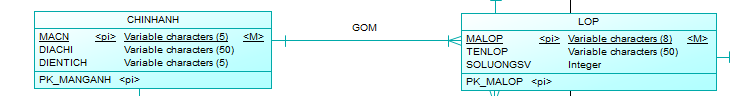 CHINHANH
MACN <pi> Variable characters (5) <M>
DIACHI Variable characters (50)
DIENTICH Variable characters (5)
PK_MANGANH <pi>
GOM
LOP
MALOP <pi> Variable characters (8) <M>
TENLOP Variable characters (50)
SOLUONGSV Integer
PK_MALOP <pi>